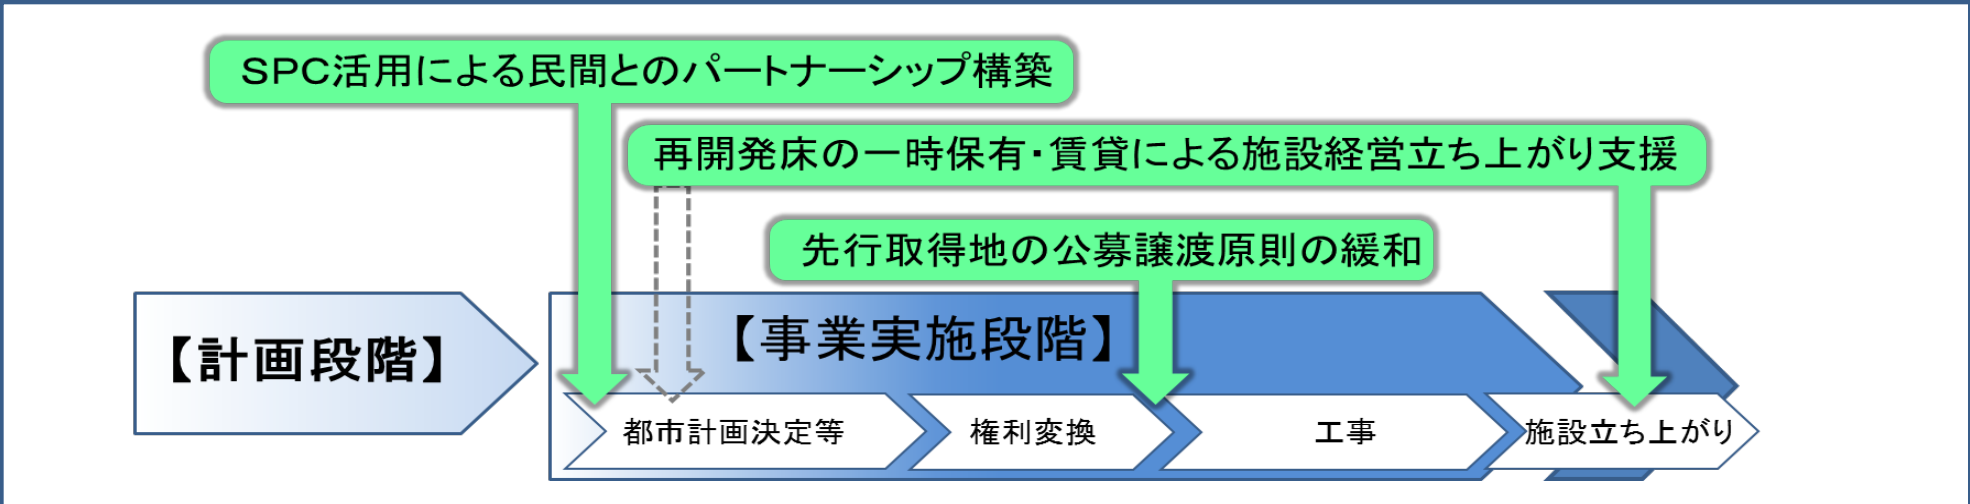 SPC活用による民間とのパートナーシップ構築
再開発床の一時保有・賃貸による施設経営立ち上がり支援
先行取得地の公募譲渡原則の緩和
【計画段階】
【事業実施段階】
都市計画決定等
権利変換
工事
施設立ち上がり